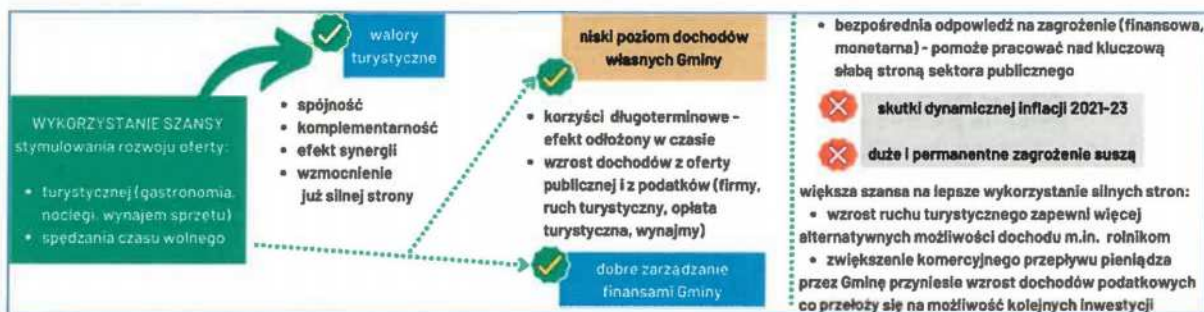 WYKORZYSTANIE SZANSY
stymulowania rozwoju oferty:
• turystycznej (gastronomia,
noclegi, wynajem sprzętu)
• spędzania czasu wolnego
walory
turystyczne
• spójność
• komplementarność
• efekt synergii
• wzmocnienie
już silnej strony
niski poziom dochodów
własnych Gminy
• korzyści długoterminowe -
efekt odłożony w czasie
• wzrost dochodów z oferty
publicznej i z podatków (firmy,
ruch turystyczny, opłata
turystyczna, wynajmy)
dobre zarządzanie
finansami Gminy
• bezpośrednia odpowiedź na zagrożenie (finansowa,
monetarna) - pomoże pracować nad kluczową
słabą stroną sektora publicznego
skutki dynamicznej inflacji 2021-23
duże i permanentne zagrożenie suszą
większa szansa na lepsze wykorzystanie silnych stron:
• wzrost ruchu turystycznego zapewni więcej
alternatywnych możliwości dochodu m.in. rolnikom
• zwiększenie komercyjnego przepływu pieniądza
przez Gminę przyniesie wzrost dochodów podatkowych
co przełoży się na możliwość kolejnych inwestycji